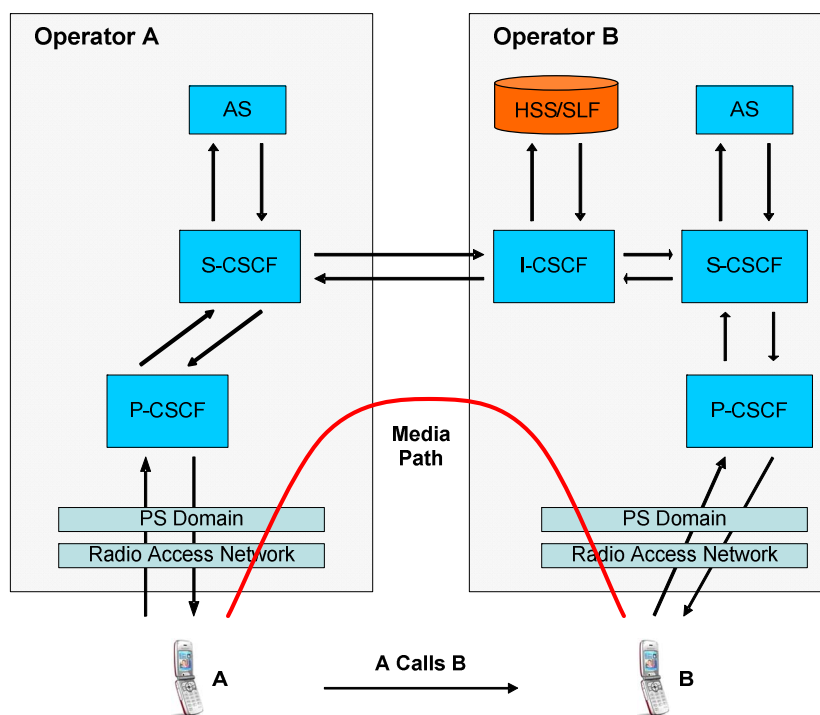 Operator A
Operator B
AS
HSS/SLF
AS
S-CSCF
I-CSCF
S-CSCF
P-CSCF
P-CSCF
Media
Path
PS Domain
PS Domain
Radio Access Network
Radio Access Network
A
A Calls B
B